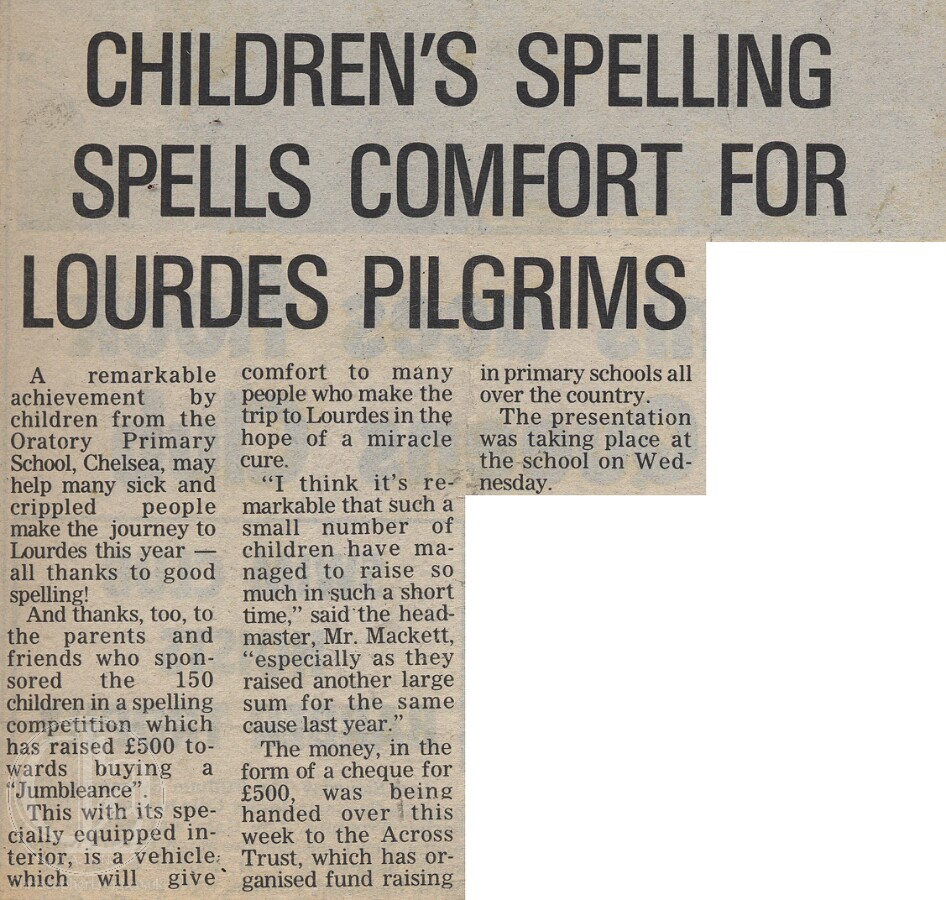 CHILDREN'S SPELLING
SPELLS COMFORT FOR
LOURDES PILGRIMS
A remarkable
achievement by
children from the
Oratory Primary
School, Chelsea, may
help many sick and
crippled people
make the journey to
Lourdes this year —
all thanks to good
spelling!
And thanks, too, to
the parents and
friends who spon-
sored the 150
children in a spelling
competition which
has raised £500 to-
wards buying a
"Jumbleance".
This with its spe-
cially equipped in-
terior, is a vehicle
which will give
comfort to many
people who make the
trip to Lourdes in the
hope of a miracle
cure.
"I think it's re-
markable that such a
small number of
children have ma-
naged to raise so
much in such a short
time," said the head-
master, Mr. Mackett,
"especially as they
raised another large
sum for the same
cause last year."
The money, in the
form of a cheque for
£500, was being
handed over this
week to the Across
Trust, which has or-
ganised fund raising
in primary schools all
over the country.
The presentation
was taking place at
the school on Wed-
nesday.